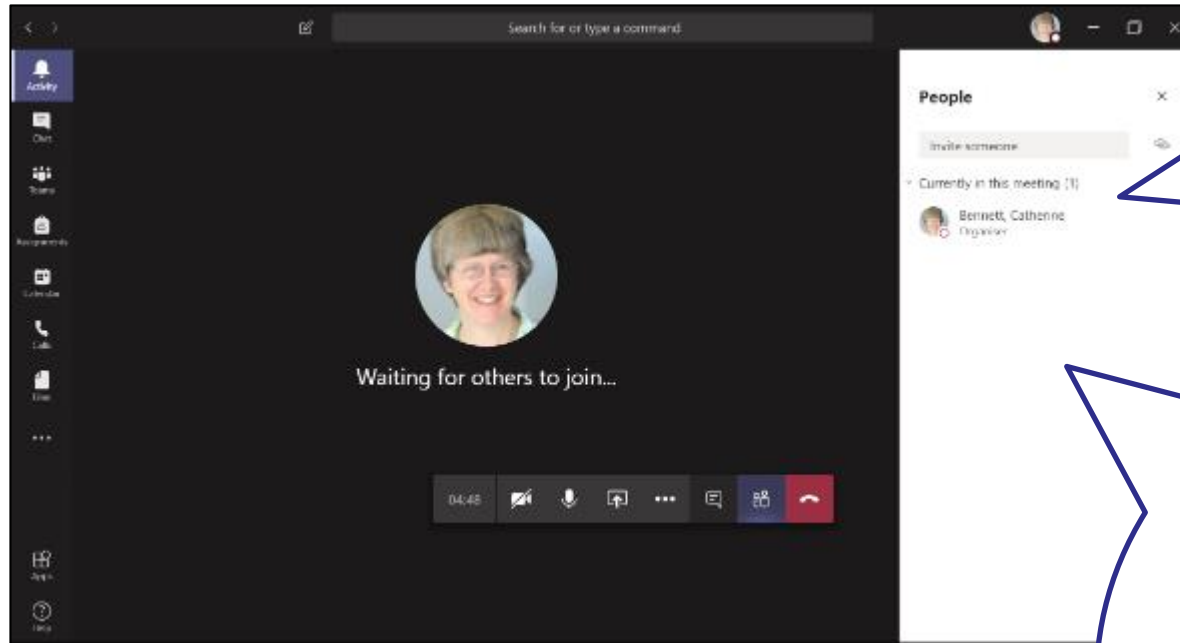 Search for or type a command
Activity
Chat
Teams
Assignments
Calendar
Calls
Files
Apps
Help
Waiting for others to join...
04:48
People
Invite someone
Currently in this meeting (1)
Bennett, Catherine
Organiser